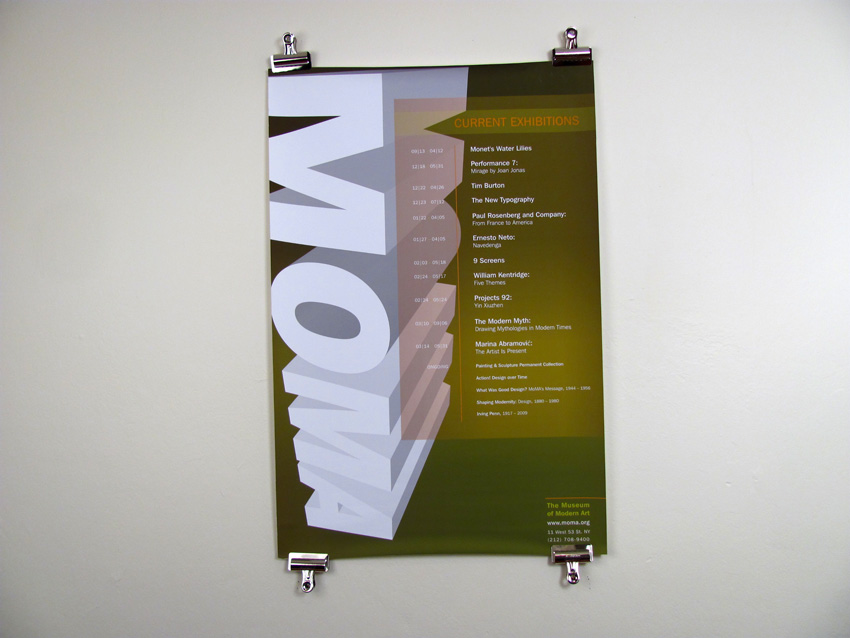 MOMA
CURRENT EXHIBITIONS
Monet's Water Lilies
Performance 7:
Mirage by Joan Jonas
Tim Burton
The New Typography
Paul Rosenberg and Company:
From France to America
Ernesto Neto:
Navedenga
9 Screens
William Kentridge:
Five Themes
Projects 92:
Yin Xiuzhen
The Modern Myth:
Drawing Mythologies in Modern Times
Marina Abramović:
The Artist Is Present
ONGOING Painting & Sculpture Permanent Collection
Action! Design over Time
What Was Good Design? MoMA's Message, 1944 - 1956
Shaping Modernity: Design, 1880 - 1980
Irving Penn, 1917 - 2009
The Museum
of Modern Art
www.moma.org
11 West 53 St. NY
(212) 708-9400